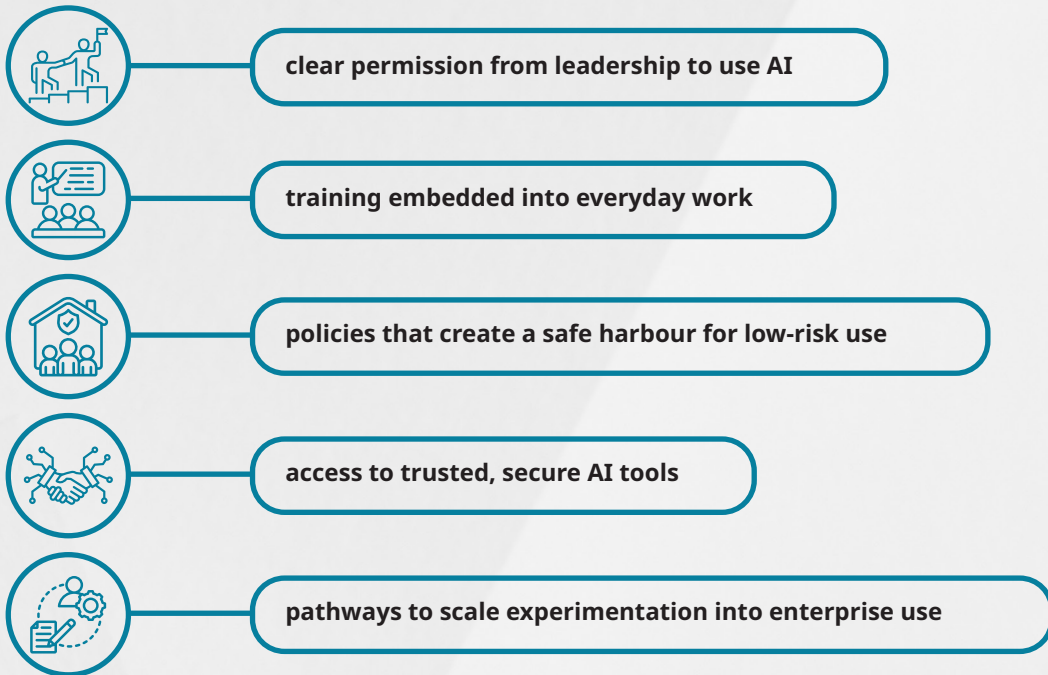 clear permission from leadership to use AI
training embedded into everyday work
policies that create a safe harbour for low-risk use
access to trusted, secure AI tools
pathways to scale experimentation into enterprise use